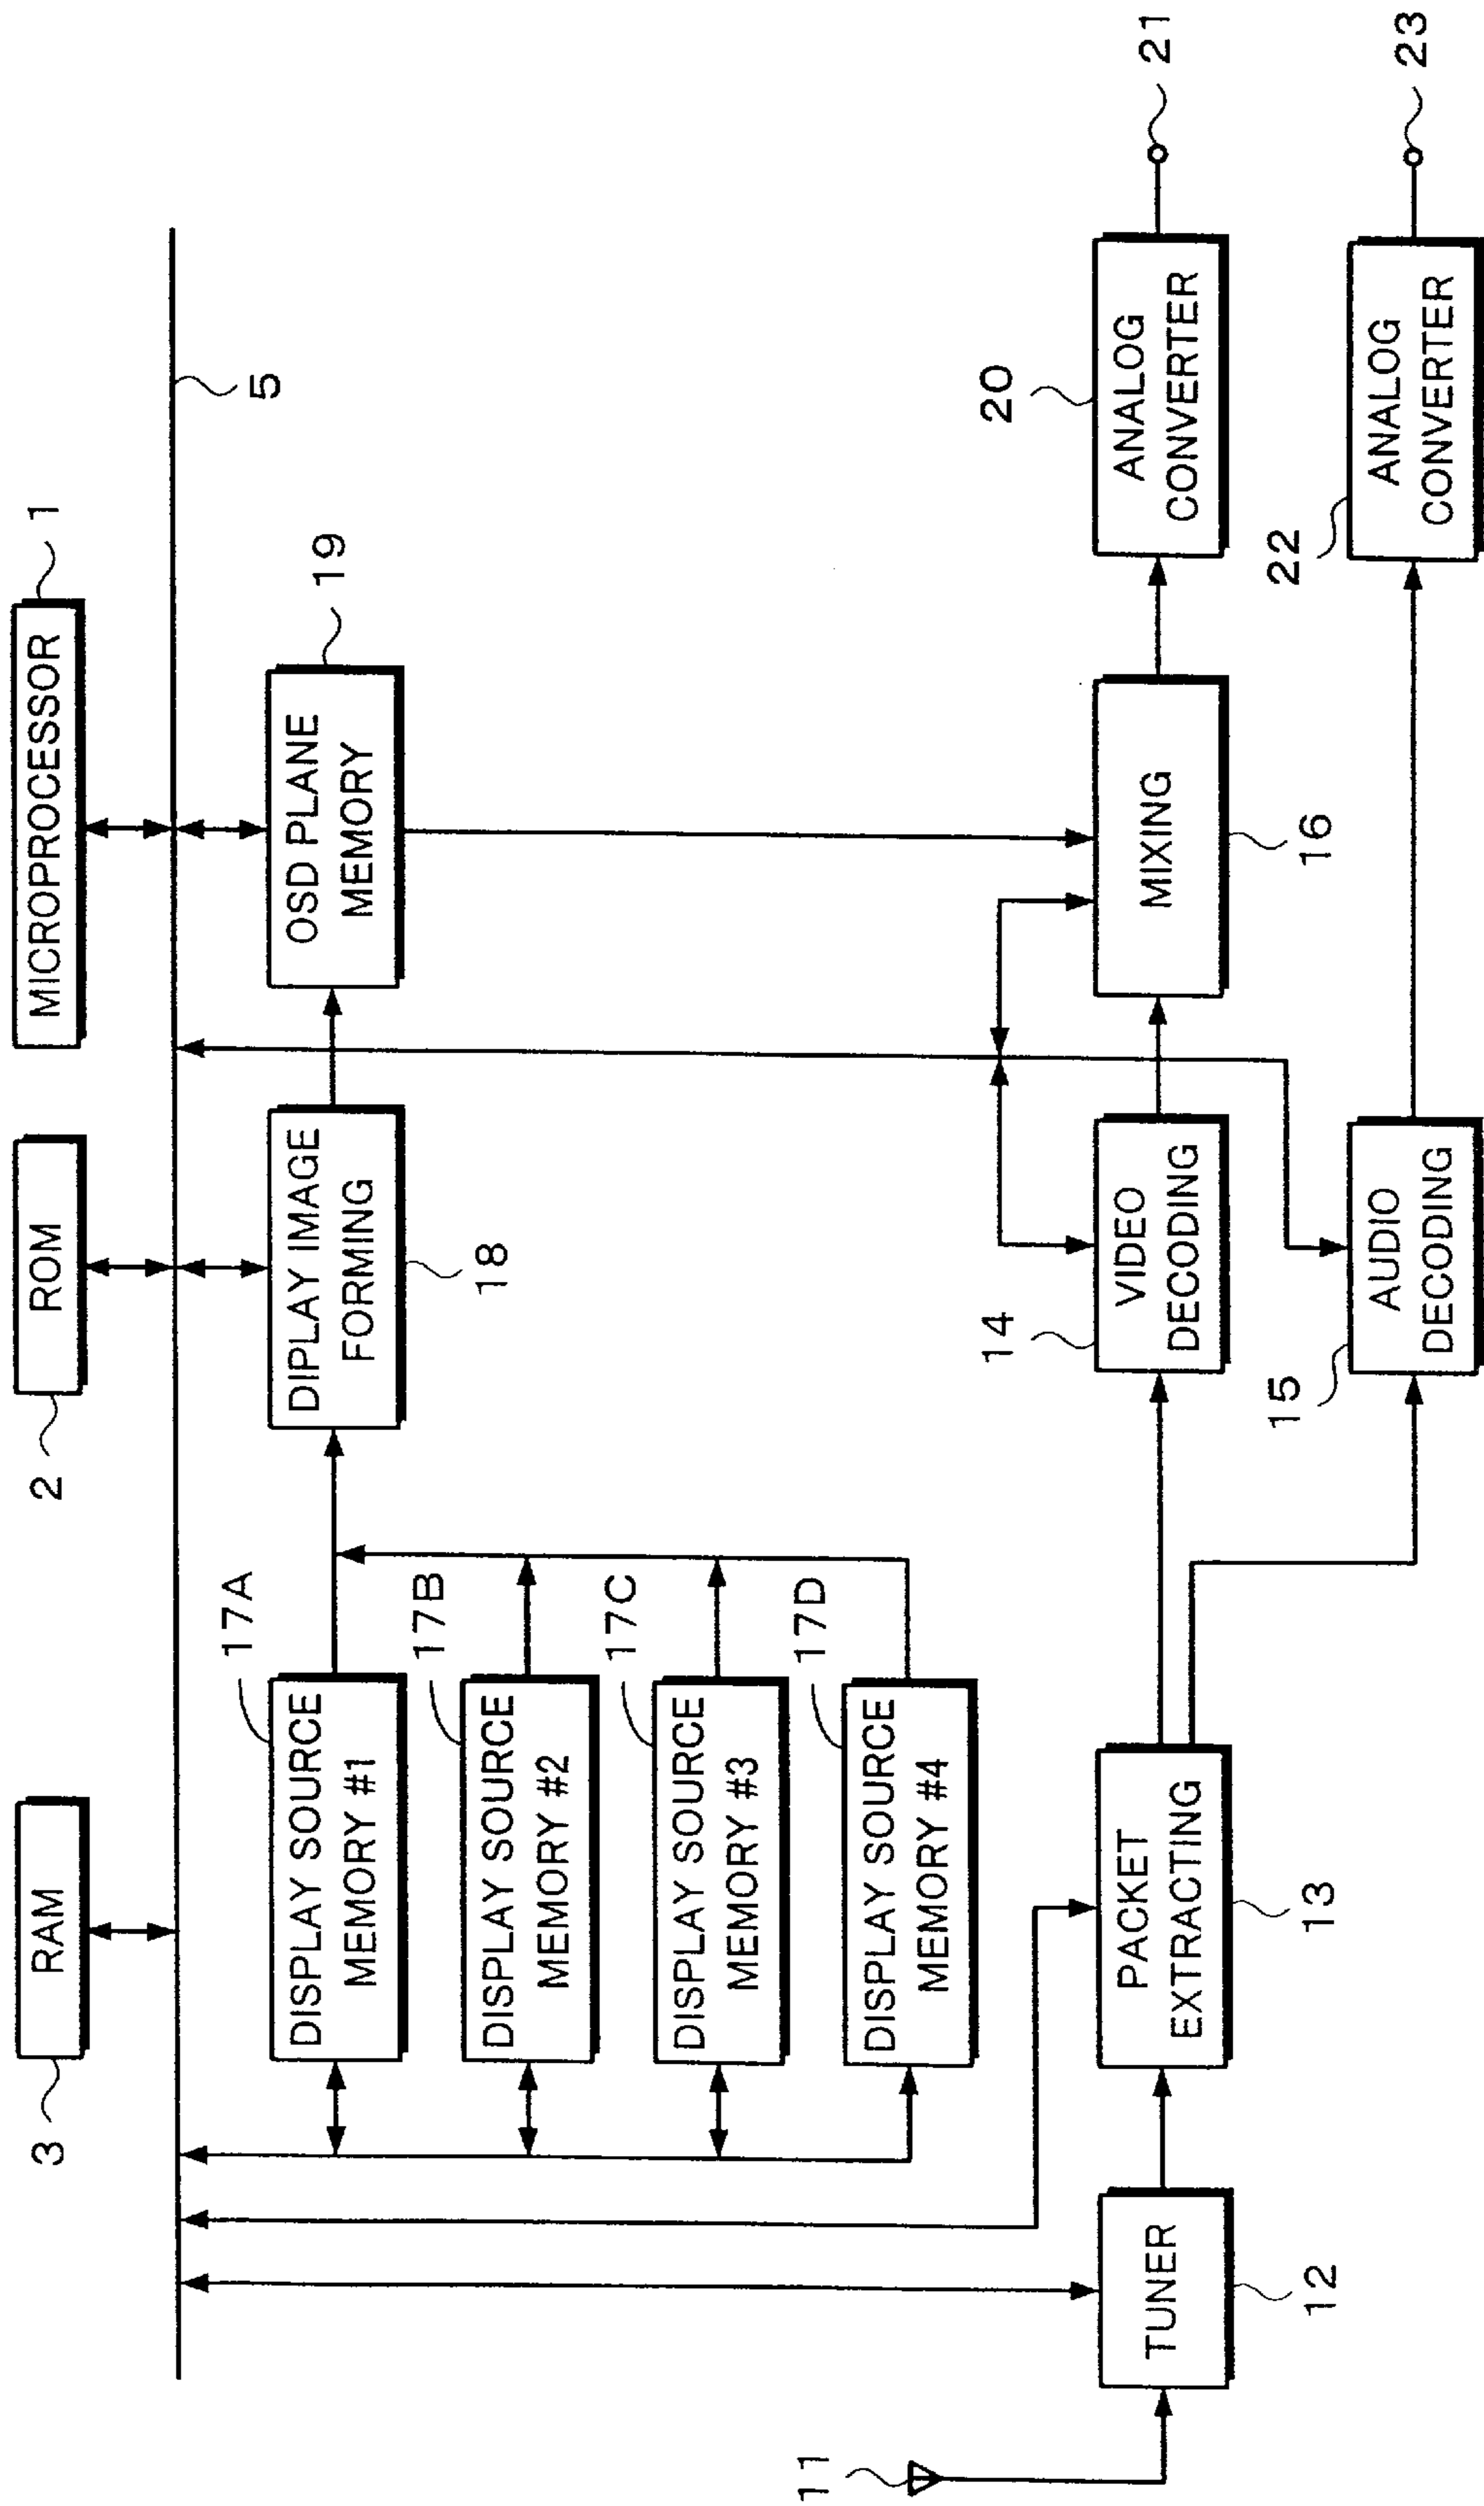 3
RAM
2
ROM
MICROPROCESSOR
1
5
17A
DISPLAY SOURCE
MEMORY #1
DIPLAY IMAGE
FORMING
18
OSD PLANE
MEMORY
19
17B
DISPLAY SOURCE
MEMORY #2
17C
DISPLAY SOURCE
MEMORY #3
17D
DISPLAY SOURCE
MEMORY #4
11
TUNER
12
PACKET
EXTRACTING
13
14
VIDEO
DECODING
MIXING
16
20
ANALOG
CONVERTER
21
15
AUDIO
DECODING
22
ANALOG
CONVERTER
23